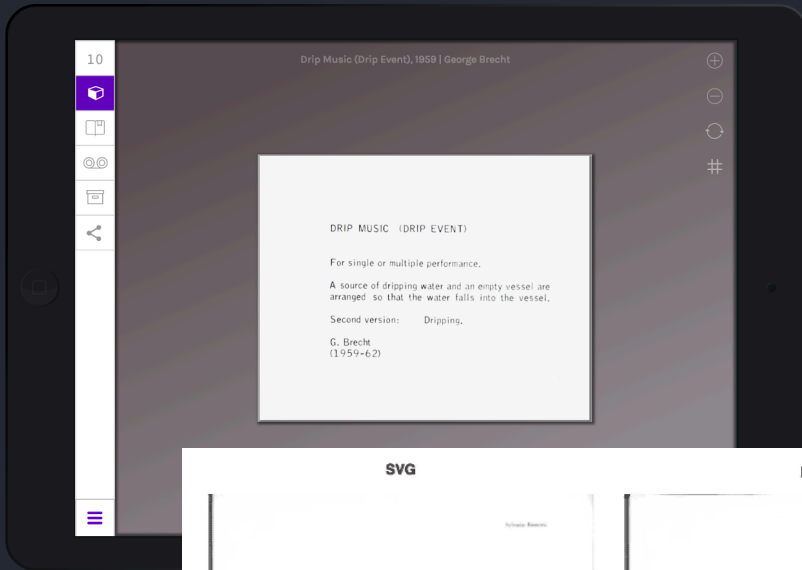 10
Drip Music (Drip Event), 1959 | George Brecht
DRIP MUSIC (DRIP EVENT)
For single or multiple performance.
A source of dripping water and an empty vessel are
arranged so that the water falls into the vessel.
Second version: Dripping.
G. Brecht
(1959-62)
SVG